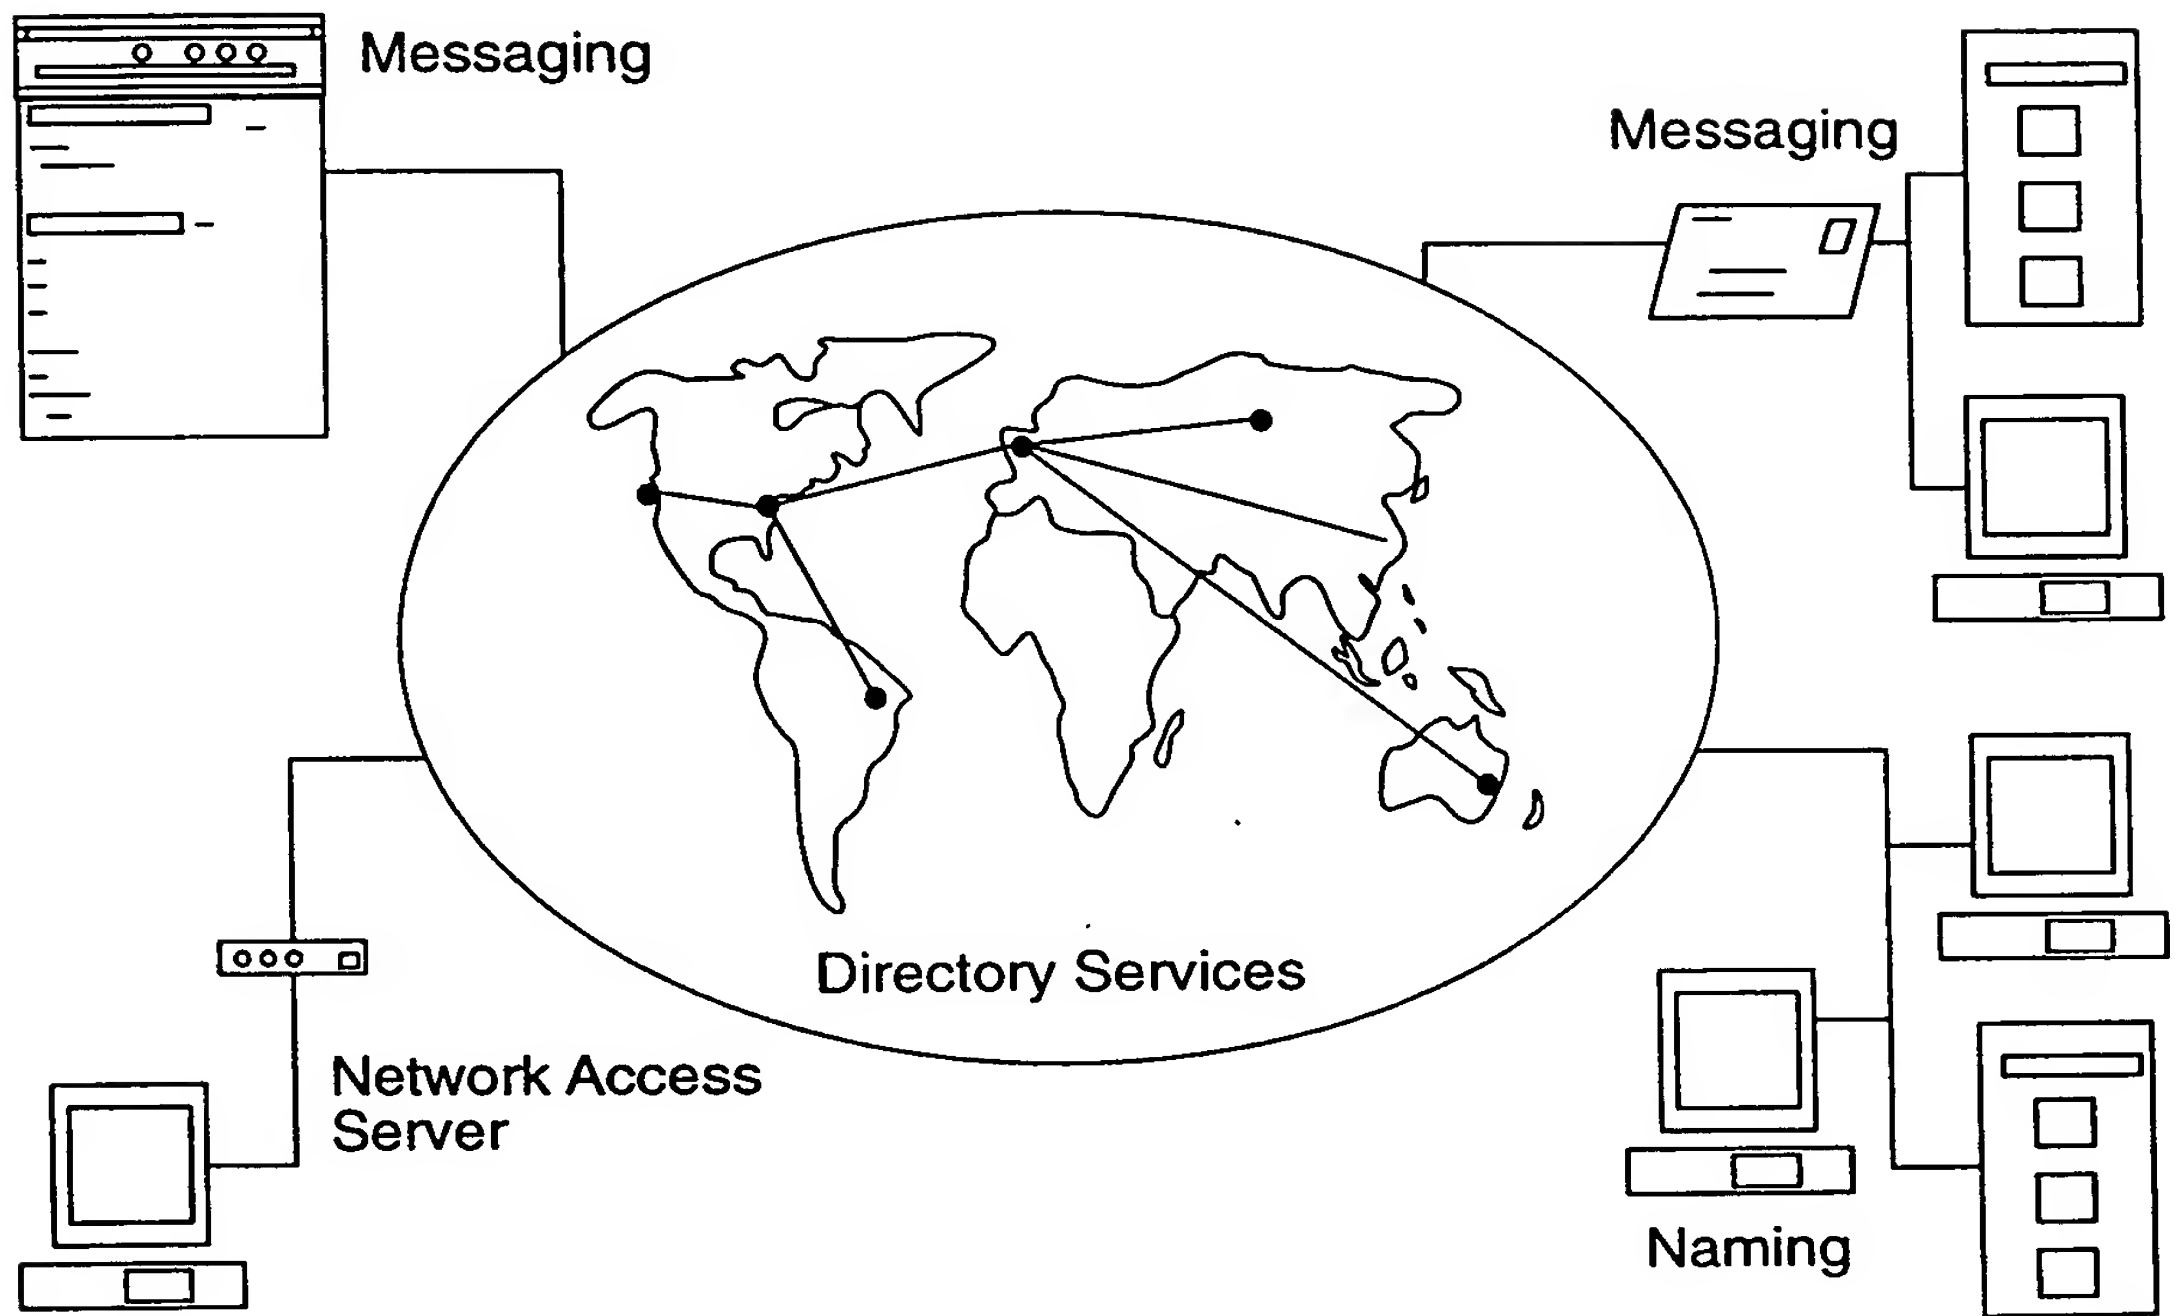 Messaging
Messaging
Directory Services
Network Access
Server
Naming